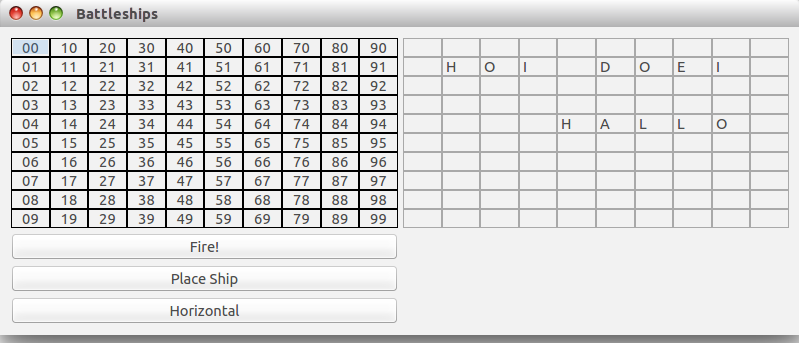 Battleships
00 10 20 30 40 50 60 70 80 90
01 11 21 31 41 51 61 71 81 91 H O I D O E I
02 12 22 32 42 52 62 72 82 92
03 13 23 33 43 53 63 73 83 93
04 14 24 34 44 54 64 74 84 94 H A L L O
05 15 25 35 45 55 65 75 85 95
06 16 26 36 46 56 66 76 86 96
07 17 27 37 47 57 67 77 87 97
08 18 28 38 48 58 68 78 88 98
09 19 29 39 49 59 69 79 89 99
Fire!
Place Ship
Horizontal